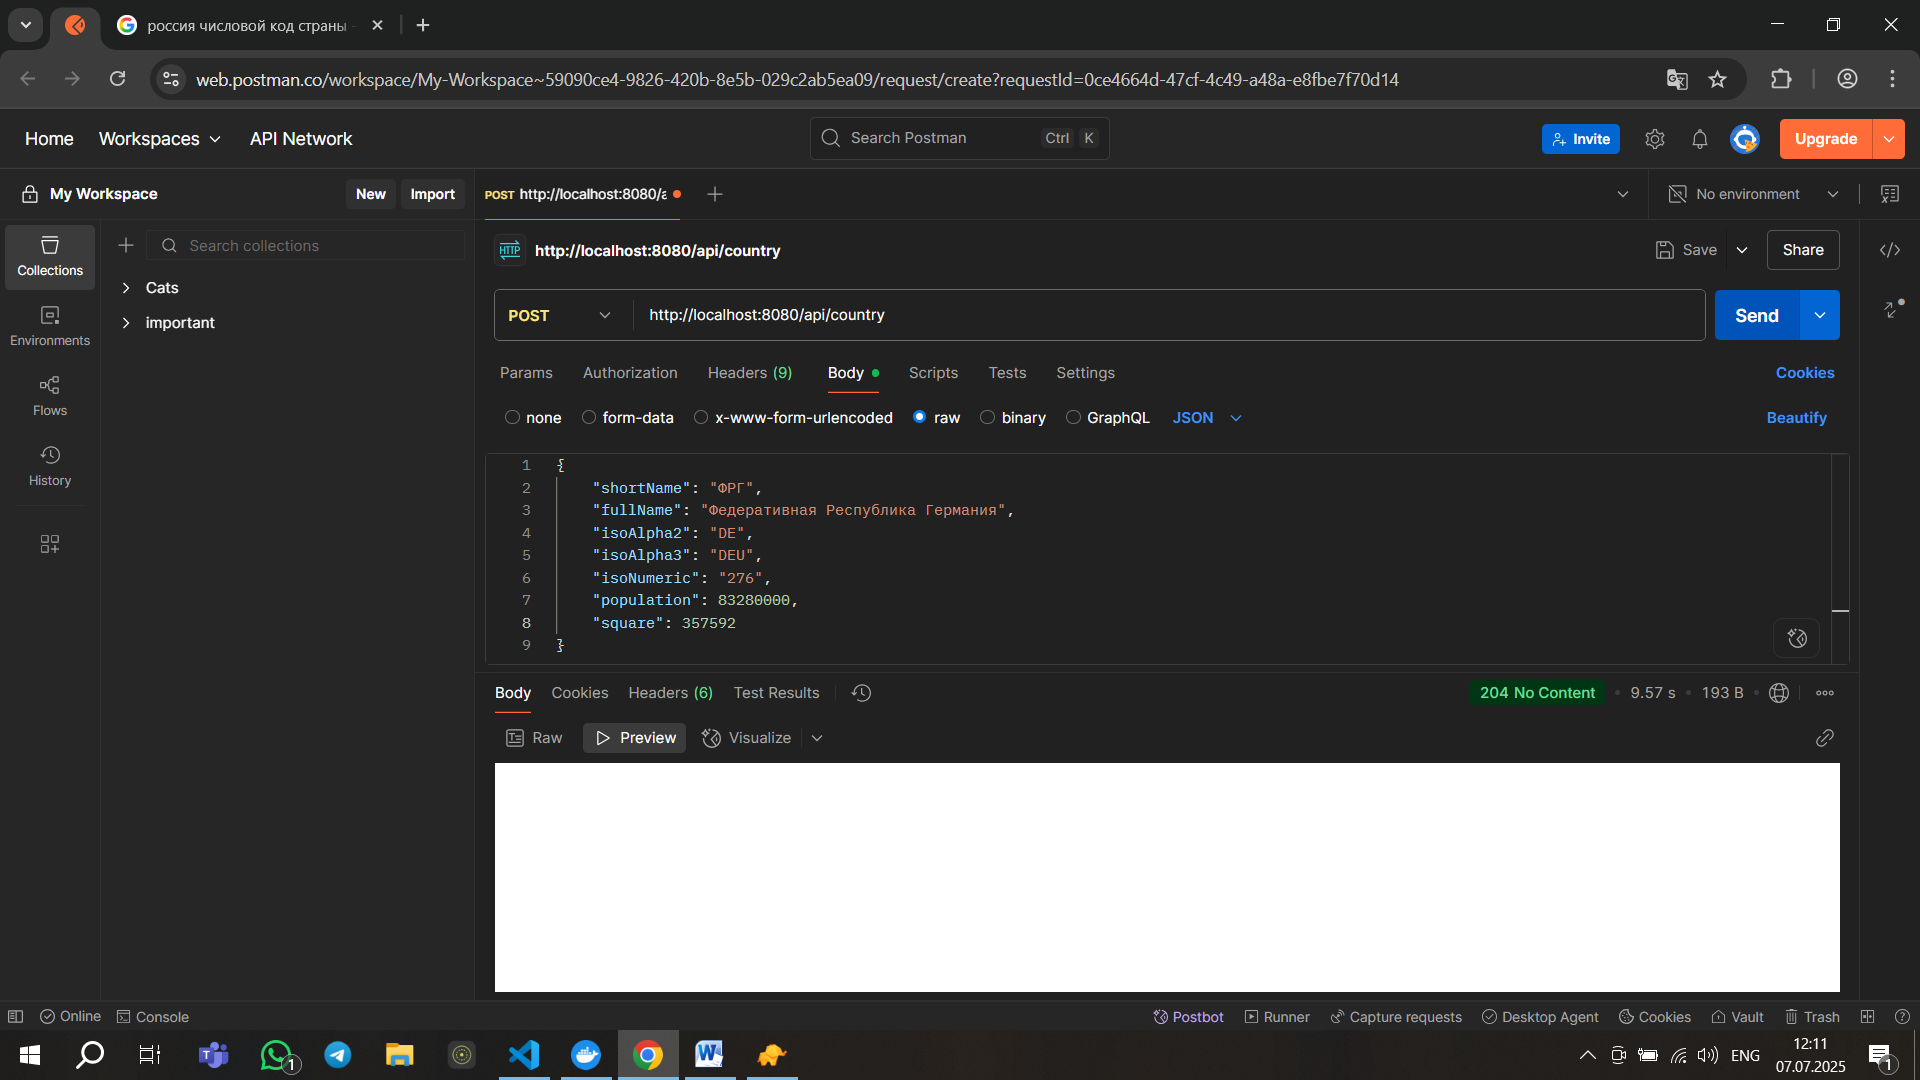 россия числовой код страны
web.postman.co/workspace/My-Workspace~59090ce4-9826-420b-8e5b-029c2ab5ea09/request/create?requestId=0ce4664d-47cf-4c49-a48a-e8fbe7f70d14
Home
Workspaces
API Network
Search Postman
Ctrl
K
Invite
Upgrade
My Workspace
New
Import
POST http://localhost:8080/a
No environment
Collections
Search collections
Cats
important
Environments
Flows
History
HTTP
http://localhost:8080/api/country
Save
Share
POST
http://localhost:8080/api/country
Send
Params
Authorization
Headers (9)
Body
Scripts
Tests
Settings
Cookies
none
form-data
x-www-form-urlencoded
raw
binary
GraphQL
JSON
Beautify
1 {
2 "shortName": "ФРГ",
3 "fullName": "Федеративная Республика Германия",
4 "isoAlpha2": "DE",
5 "isoAlpha3": "DEU",
6 "isoNumeric": "276",
7 "population": 83280000,
8 "square": 357592
9 }
Body
Cookies
Headers (6)
Test Results
204 No Content
9.57 s
193 B
Raw
Preview
Visualize
Online
Console
Postbot
Runner
Capture requests
Desktop Agent
Cookies
Vault
Trash
1
ENG
12:11
07.07.2025
1